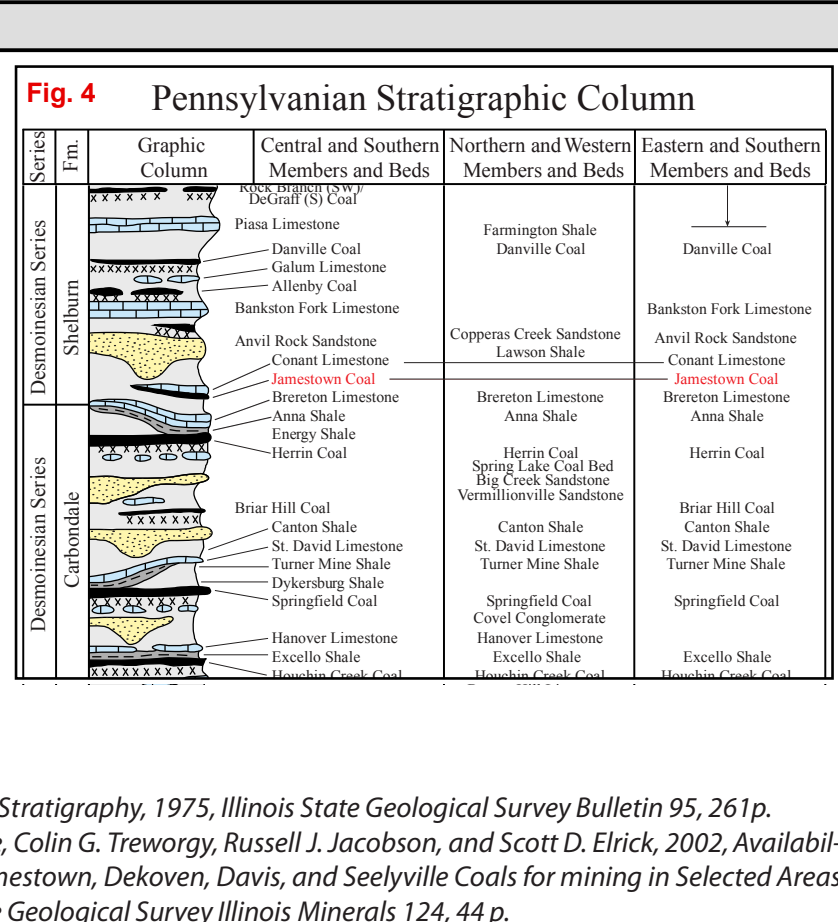 Fig. 4
Pennsylvanian Stratigraphic Column
Series
Fm.
Graphic
Column
Central and Southern
Members and Beds
Northern and Western
Members and Beds
Eastern and Southern
Members and Beds
Desmoinesian Series
Shelburn
Desmoinesian Series
Carbondale
Rock Branch (SW)/
DeGraff (S) Coal
Piasa Limestone
Danville Coal
Galum Limestone
Allenby Coal
Bankston Fork Limestone
Anvil Rock Sandstone
Conant Limestone
Jamestown Coal
Brereton Limestone
Anna Shale
Energy Shale
Herrin Coal
Briar Hill Coal
Canton Shale
St. David Limestone
Turner Mine Shale
Dykersburg Shale
Springfield Coal
Hanover Limestone
Excello Shale
Houchin Creek Coal
Farmington Shale
Danville Coal
Copperas Creek Sandstone
Lawson Shale
Brereton Limestone
Anna Shale
Herrin Coal
Spring Lake Coal Bed
Big Creek Sandstone
Vermillionville Sandstone
Canton Shale
St. David Limestone
Turner Mine Shale
Springfield Coal
Covel Conglomerate
Hanover Limestone
Excello Shale
Houchin Creek Coal
Danville Coal
Bankston Fork Limestone
Anvil Rock Sandstone
Conant Limestone
Jamestown Coal
Brereton Limestone
Anna Shale
Herrin Coal
Briar Hill Coal
Canton Shale
St. David Limestone
Turner Mine Shale
Springfield Coal
Excello Shale
Houchin Creek Coal
Stratigraphy, 1975, Illinois State Geological Survey Bulletin 95, 261p.
e, Colin G. Treworgy, Russell J. Jacobson, and Scott D. Elrick, 2002, Availabil-
mestown, Dekoven, Davis, and Seelyville Coals for mining in Selected Areas
e Geological Survey Illinois Minerals 124, 44 p.